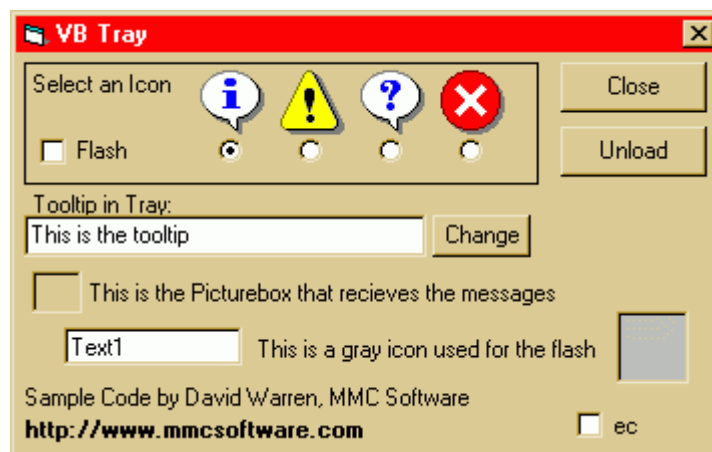 VB Tray
Select an Icon
Close
Flash
Unload
Tooltip in Tray:
This is the tooltip
Change
This is the Picturebox that recieves the messages
Text1
This is a gray icon used for the flash
Sample Code by David Warren, MMC Software
http://www.mmcsoftware.com
ec